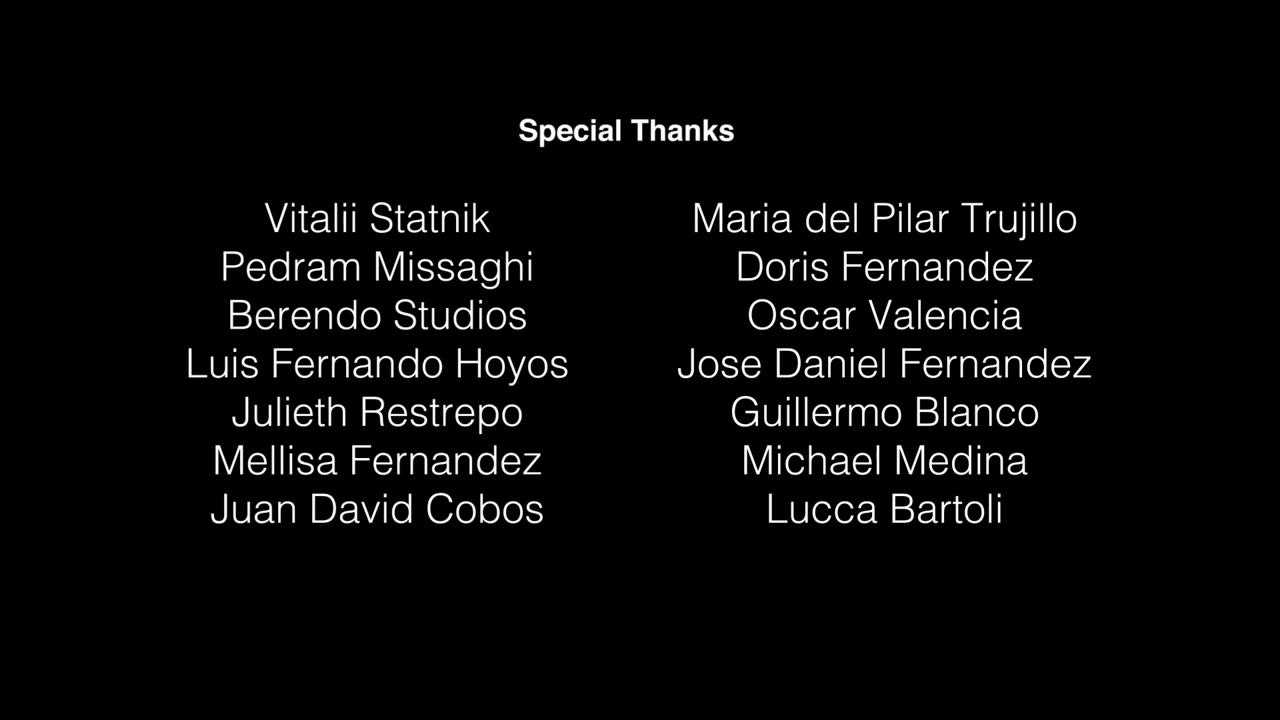 Special Thanks
Vitalii Statnik
Pedram Missaghi
Berendo Studios
Luis Fernando Hoyos
Julieth Restrepo
Mellisa Fernandez
Juan David Cobos
Maria del Pilar Trujillo
Doris Fernandez
Oscar Valencia
Jose Daniel Fernandez
Guillermo Blanco
Michael Medina
Lucca Bartoli